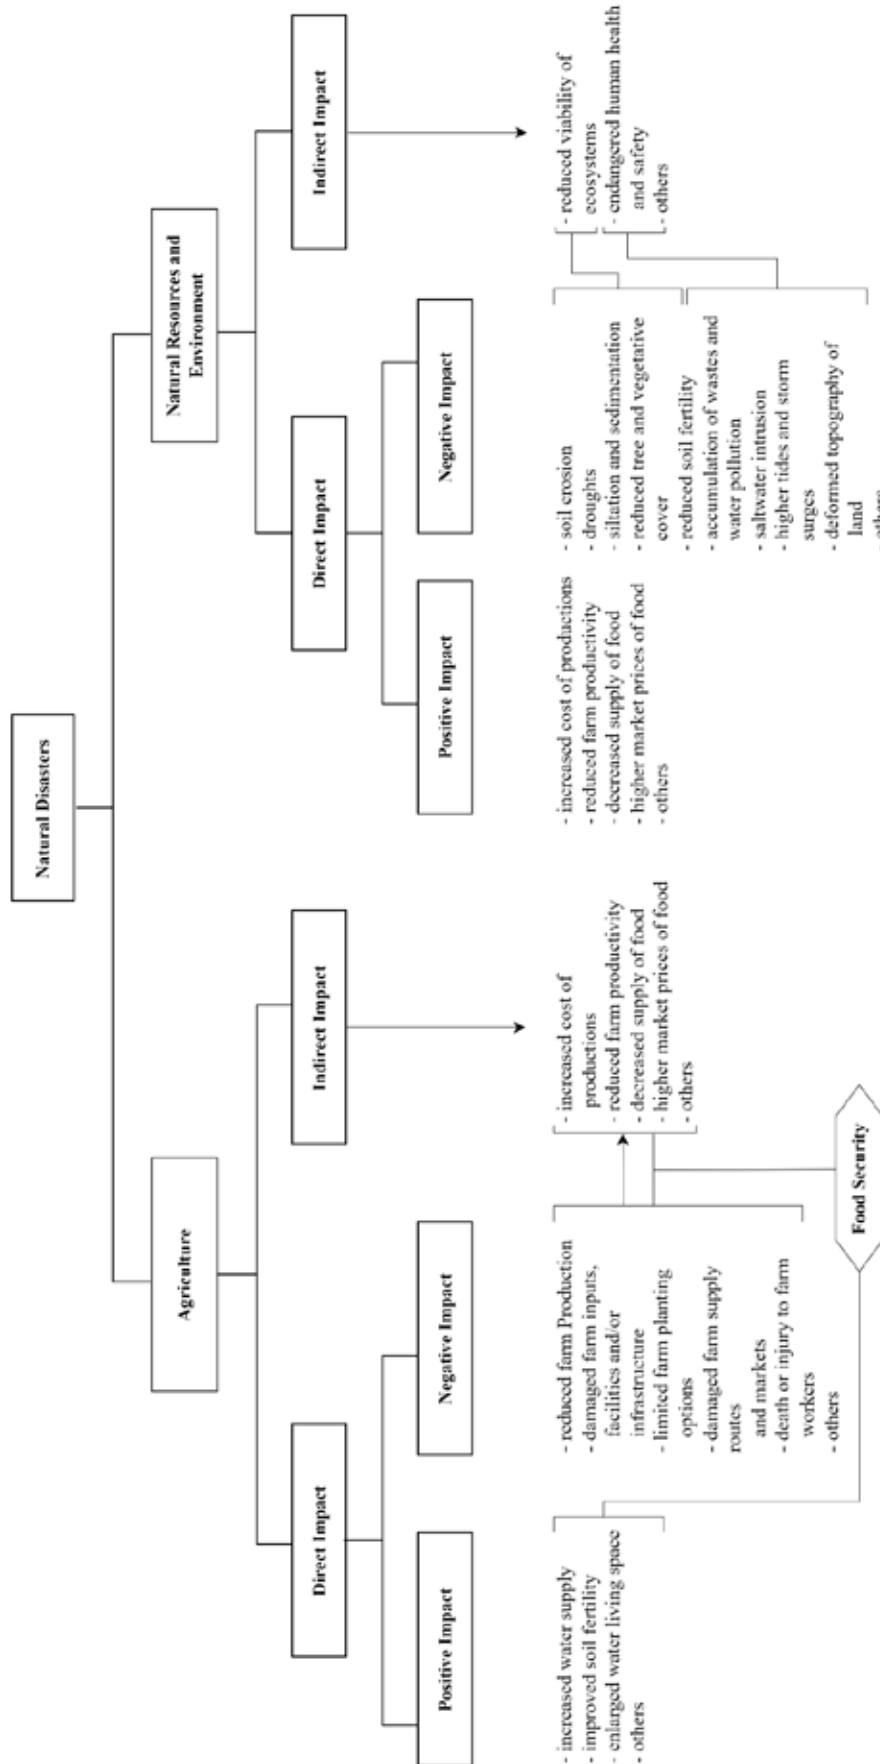 Natural Disasters
Agriculture
Natural Resources and
Environment
Direct Impact
Indirect Impact
Direct Impact
Indirect Impact
Positive Impact
Negative Impact
Positive Impact
Negative Impact
- increased water supply
- improved soil fertility
- enlarged water living space
- others
- reduced farm Production
- damaged farm inputs,
facilities and/or
infrastructure
- limited farm planting
options
- damaged farm supply
routes
and markets
- death or injury to farm
workers
- others
- increased cost of
productions
- reduced farm productivity
- decreased supply of food
- higher market prices of food
- others
- increased cost of productions
- reduced farm productivity
- decreased supply of food
- higher market prices of food
- others
- soil erosion
- droughts
- siltation and sedimentation
- reduced tree and vegetative
cover
- reduced soil fertility
- accumulation of wastes and
water pollution
- saltwater intrusion
- higher tides and storm
surges
- deformed topography of
land
- others
- reduced viability of
ecosystems
- endangered human health
and safety
- others
Food Security